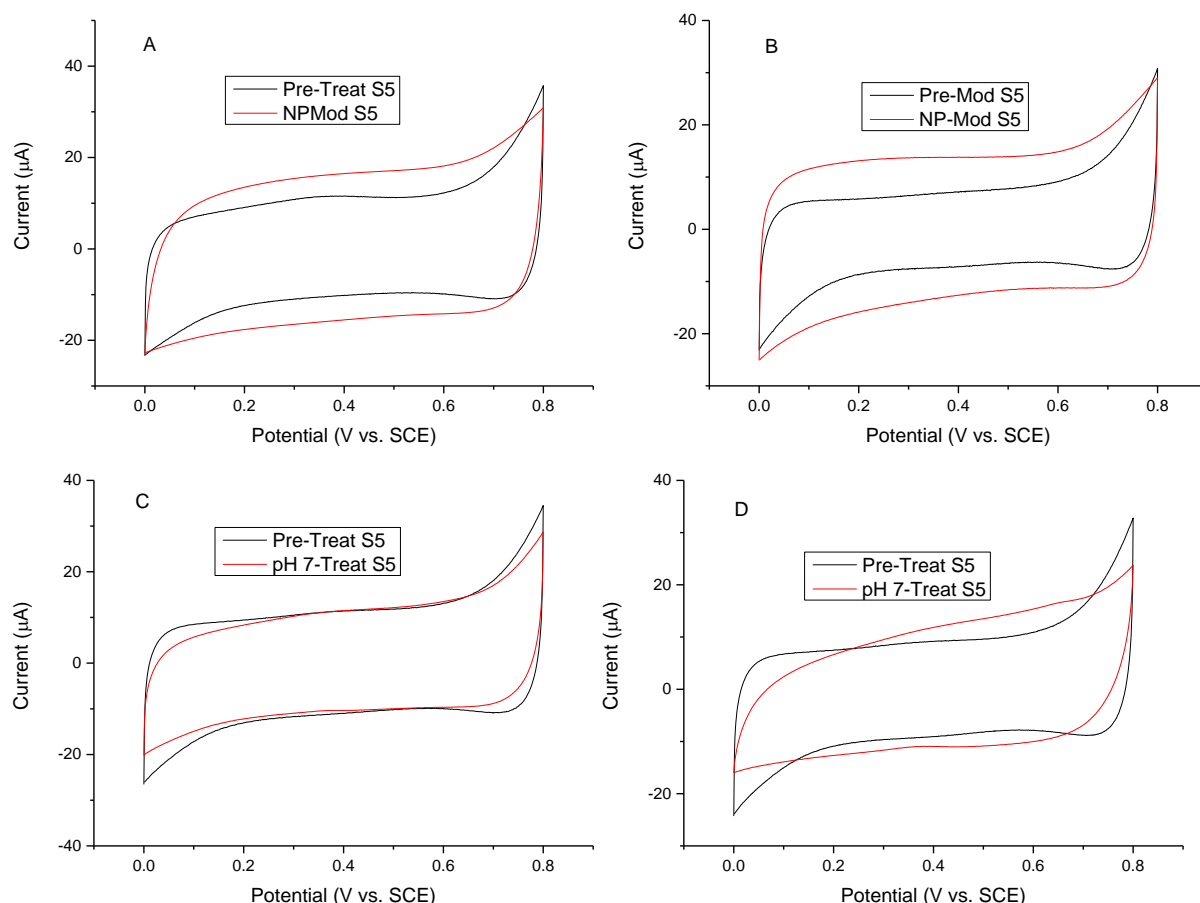 A
Pre-Treat S5
NPMod S5
Current (µA)
40
20
0
-20
0.0 0.2 0.4 0.6 0.8
Potential (V vs. SCE)
B
Pre-Mod S5
NP-Mod S5
Current (µA)
40
20
0
-20
0.0 0.2 0.4 0.6 0.8
Potential (V vs. SCE)
C
Pre-Treat S5
pH 7-Treat S5
Current (µA)
40
20
0
-20
-40
0.0 0.2 0.4 0.6 0.8
Potential (V vs. SCE)
D
Pre-Treat S5
pH 7-Treat S5
Current (µA)
40
20
0
-20
0.0 0.2 0.4 0.6 0.8
Potential (V vs. SCE)